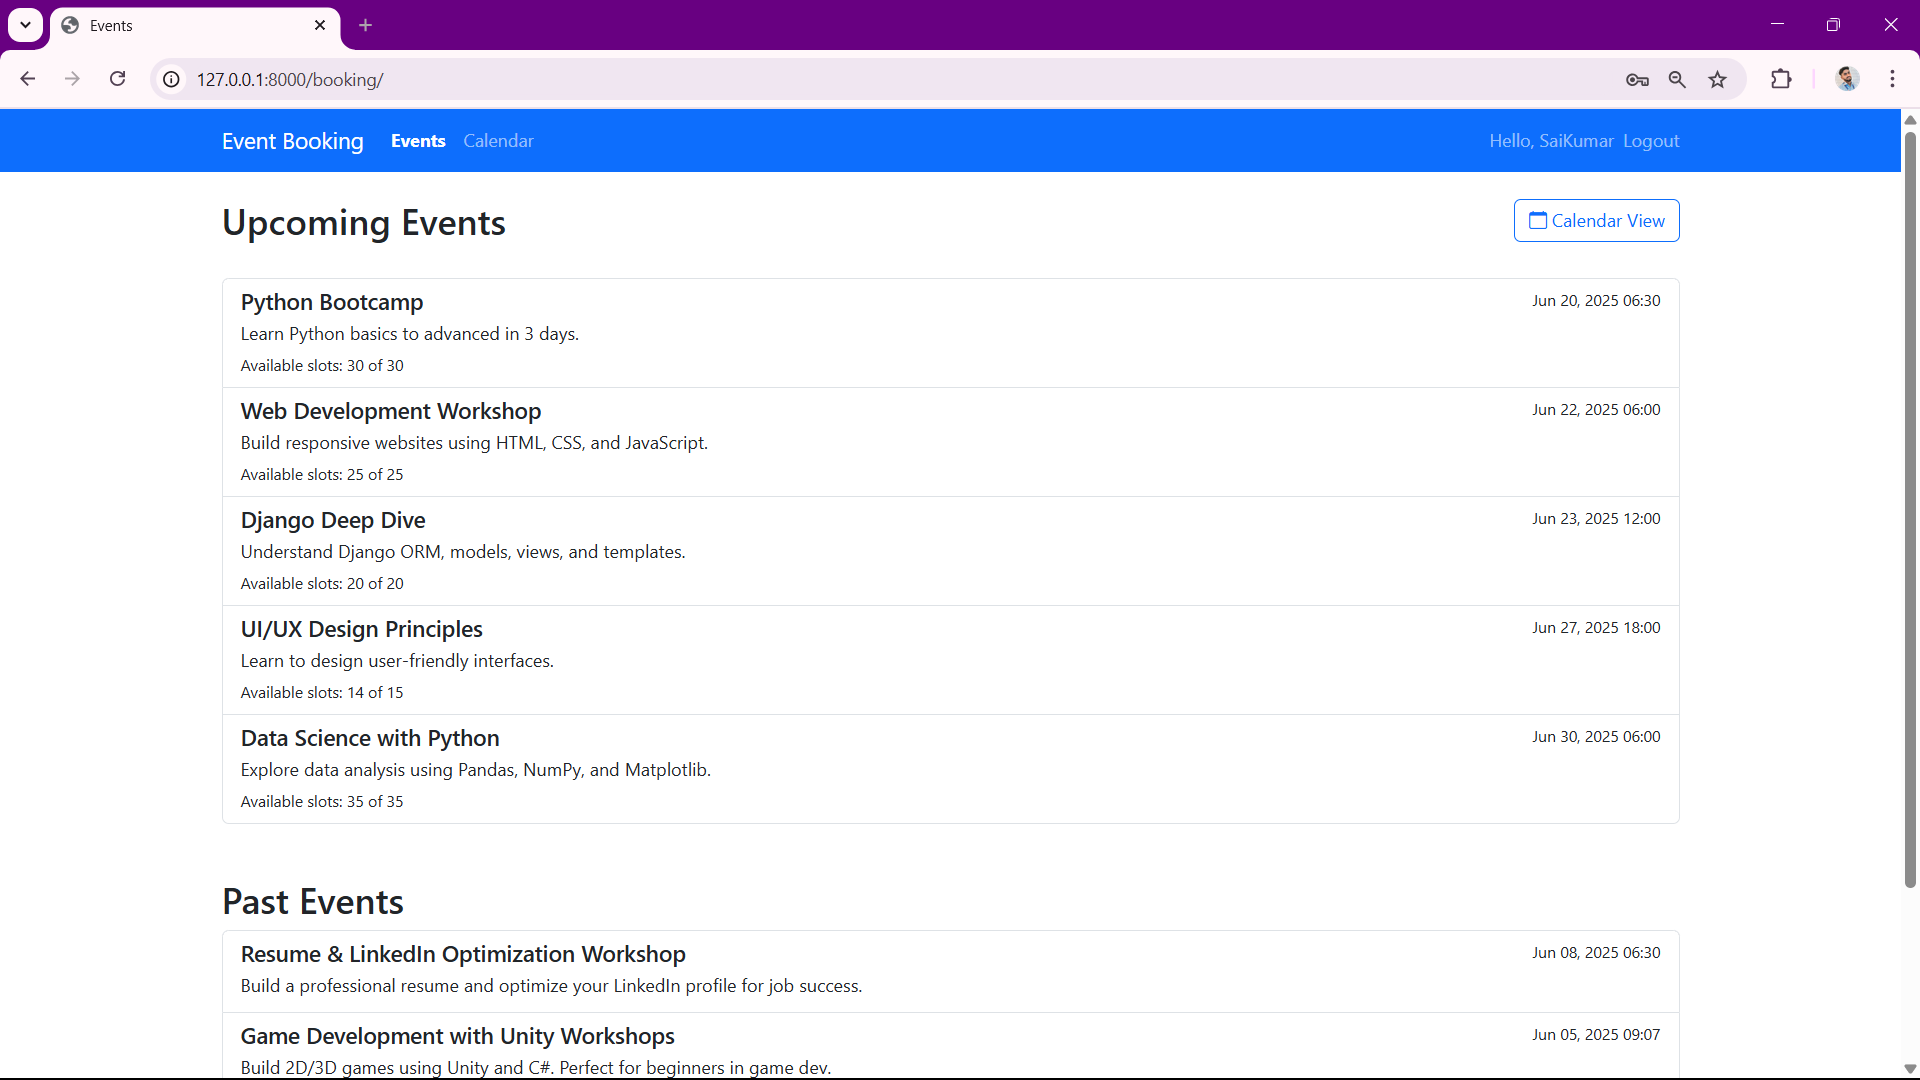 Events
127.0.0.1:8000/booking/
Event Booking Events Calendar Hello, SaiKumar Logout
Upcoming Events Calendar View
Python Bootcamp Jun 20, 2025 06:30
Learn Python basics to advanced in 3 days.
Available slots: 30 of 30
Web Development Workshop Jun 22, 2025 06:00
Build responsive websites using HTML, CSS, and JavaScript.
Available slots: 25 of 25
Django Deep Dive Jun 23, 2025 12:00
Understand Django ORM, models, views, and templates.
Available slots: 20 of 20
UI/UX Design Principles Jun 27, 2025 18:00
Learn to design user-friendly interfaces.
Available slots: 14 of 15
Data Science with Python Jun 30, 2025 06:00
Explore data analysis using Pandas, NumPy, and Matplotlib.
Available slots: 35 of 35
Past Events
Resume & LinkedIn Optimization Workshop Jun 08, 2025 06:30
Build a professional resume and optimize your LinkedIn profile for job success.
Game Development with Unity Workshops Jun 05, 2025 09:07
Build 2D/3D games using Unity and C#. Perfect for beginners in game dev.